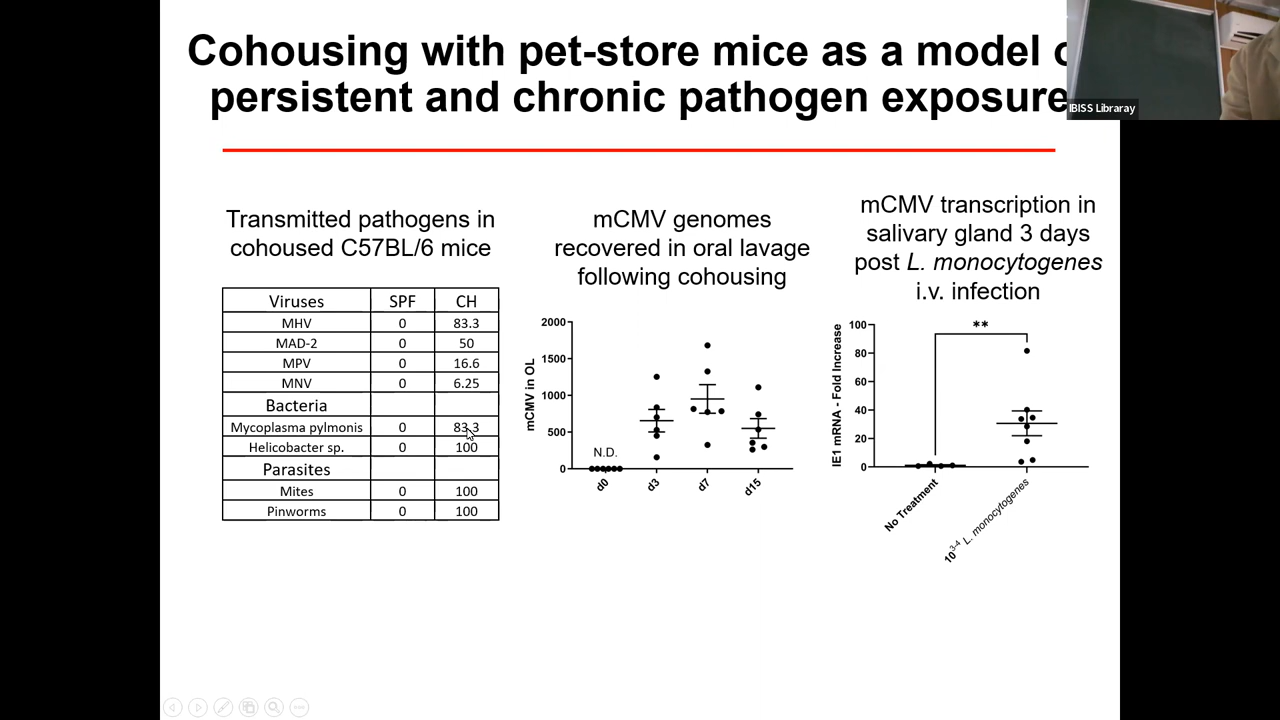 Cohousing with pet-store mice as a model
persistent and chronic pathogen exposure
IBISS Libraray
Transmitted pathogens in
cohoused C57BL/6 mice
Viruses SPF CH
MHV 0 83.3
MAD-2 0 50
MPV 0 16.6
MNV 0 6.25
Bacteria
Mycoplasma pylmonis 0 83.3
Helicobacter sp. 0 100
Parasites
Mites 0 100
Pinworms 0 100
mCMV genomes
recovered in oral lavage
following cohousing
mCMV in OL
2000
1500
1000
500
0
N.D.
d0 d3 d7 d15
mCMV transcription in
salivary gland 3 days
post L. monocytogenes
i.v. infection
IE1 mRNA - Fold Increase
100
80
60
40
20
0
**
No Treatment
10^3-4 L. monocytogenes